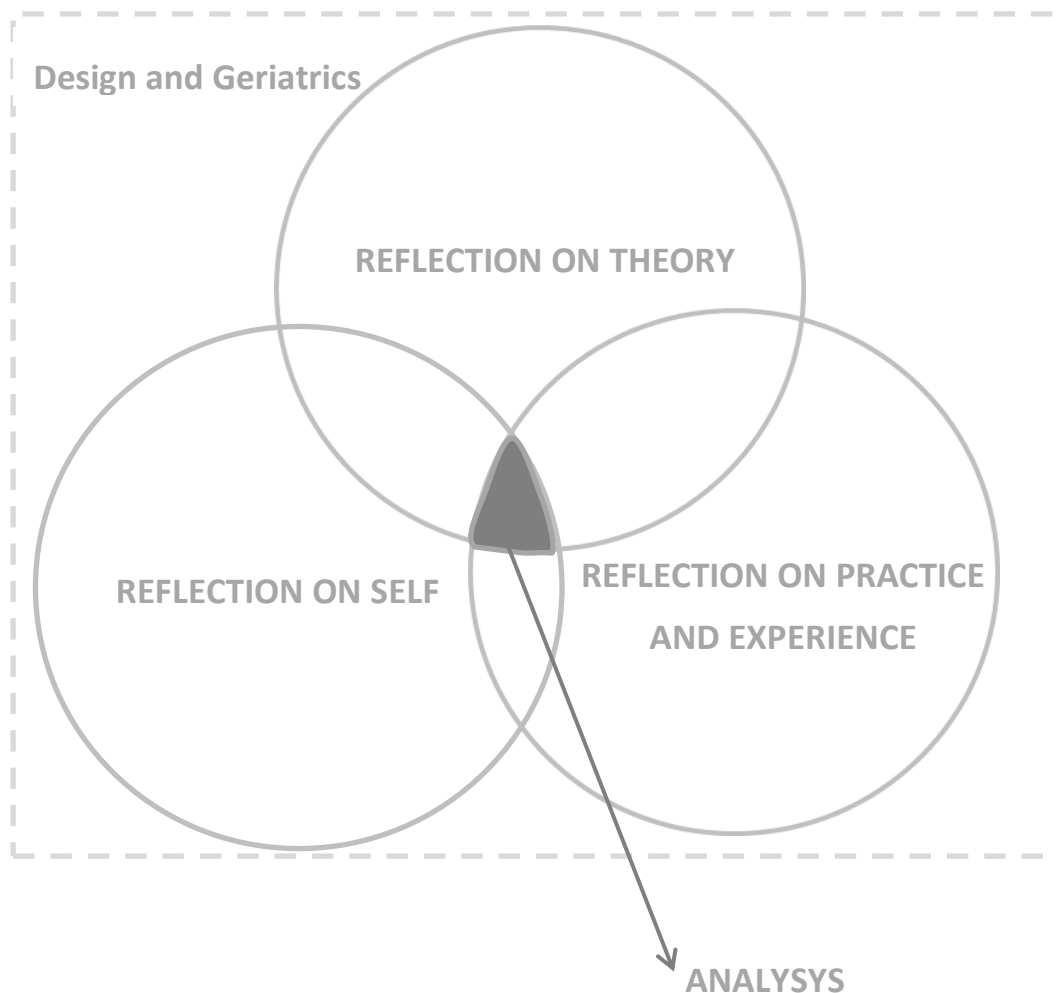 Design and Geriatrics
REFLECTION ON THEORY
REFLECTION ON SELF
REFLECTION ON PRACTICE
AND EXPERIENCE
ANALYSYS